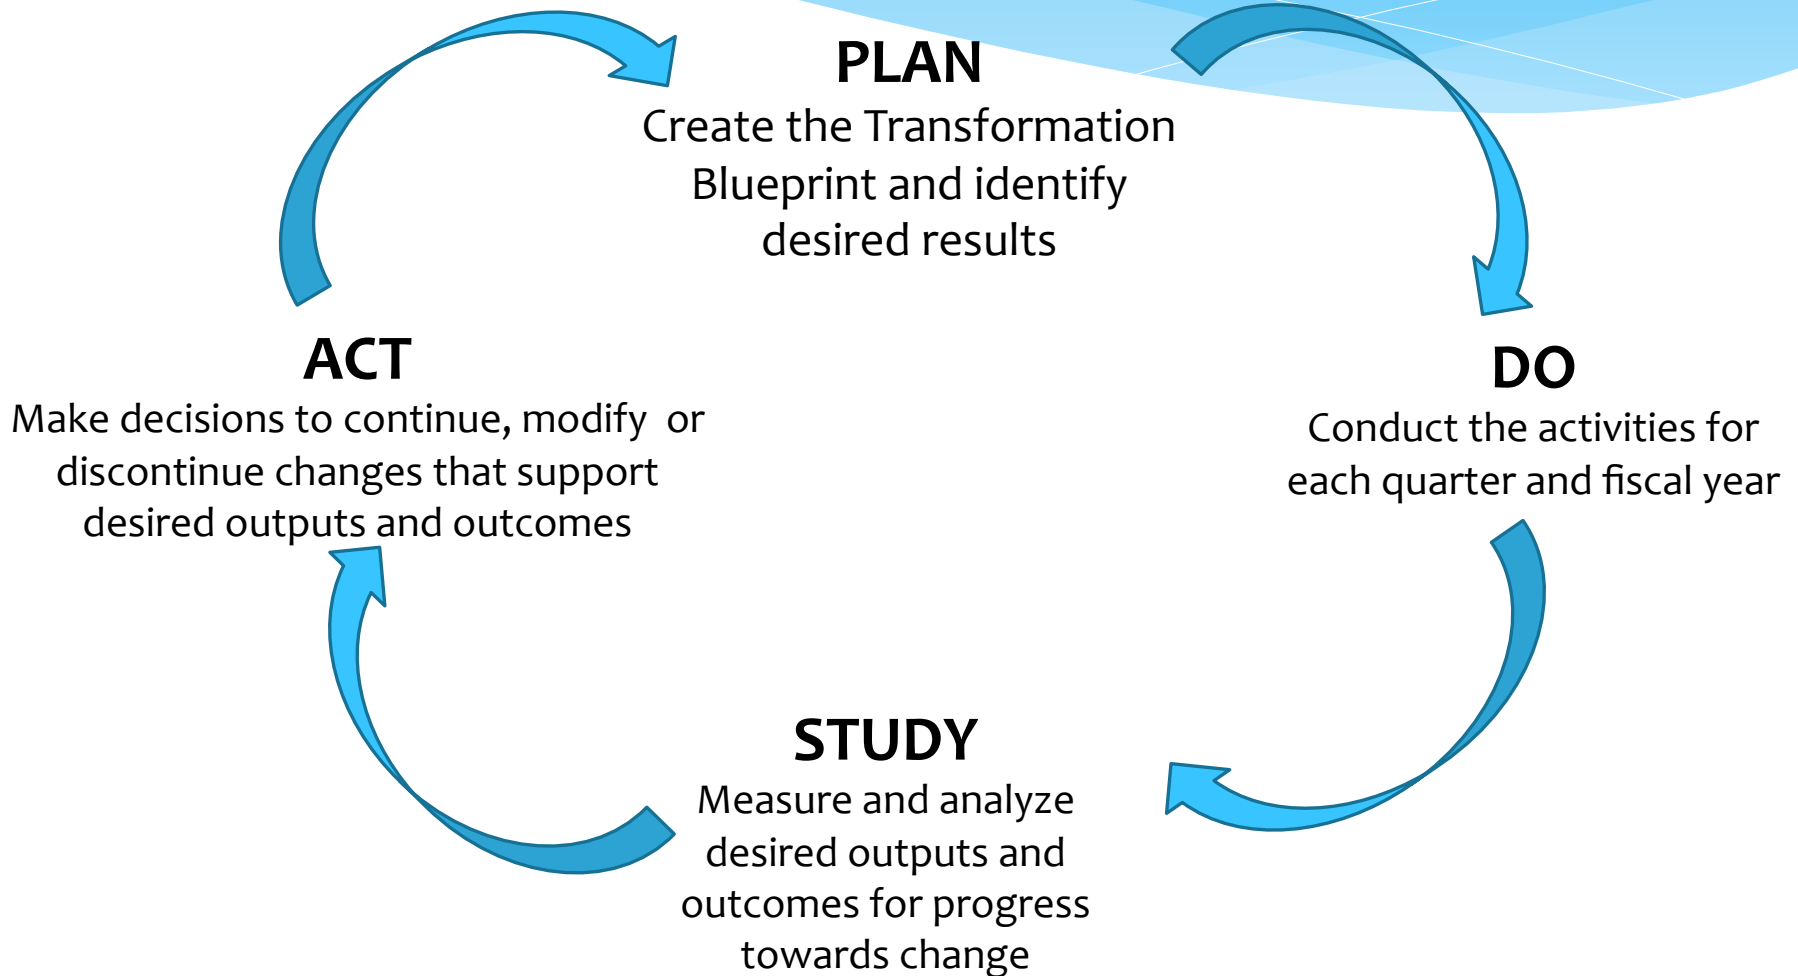 PLAN
Create the Transformation
Blueprint and identify
desired results
DO
Conduct the activities for
each quarter and fiscal year
STUDY
Measure and analyze
desired outputs and
outcomes for progress
towards change
ACT
Make decisions to continue, modify  or
discontinue changes that support
desired outputs and outcomes